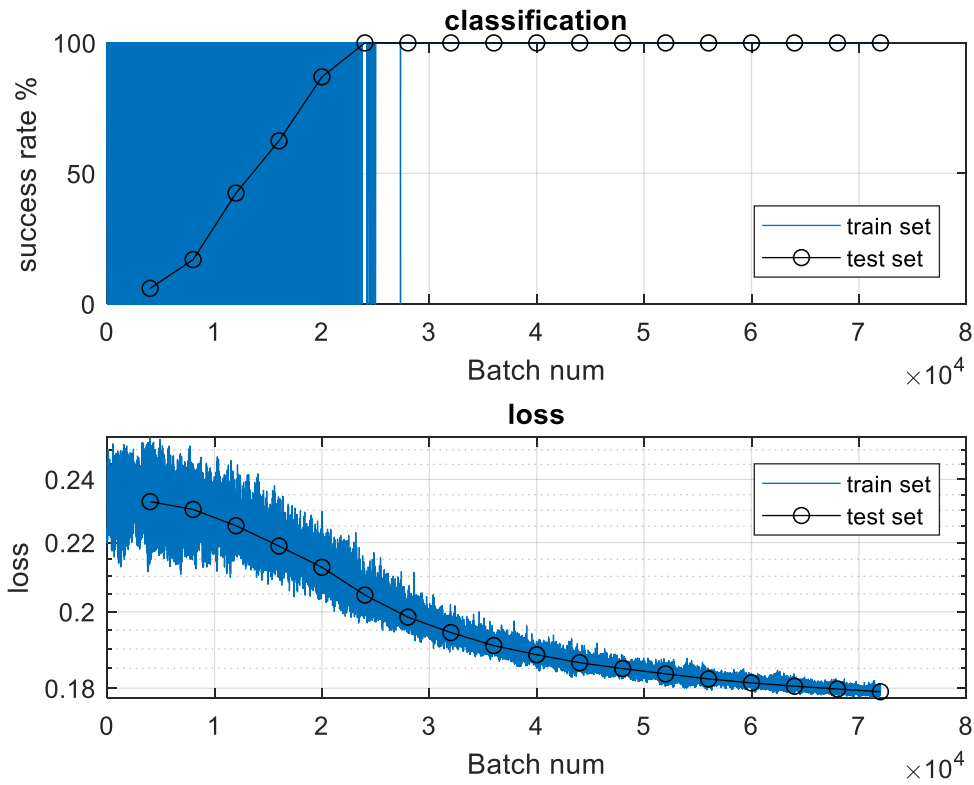 classification
success rate %
100
50
0
0 1 2 3 4 5 6 7 8
Batch num
×10^4
train set
test set
loss
loss
0.24
0.22
0.2
0.18
0 1 2 3 4 5 6 7 8
Batch num
×10^4
train set
test set